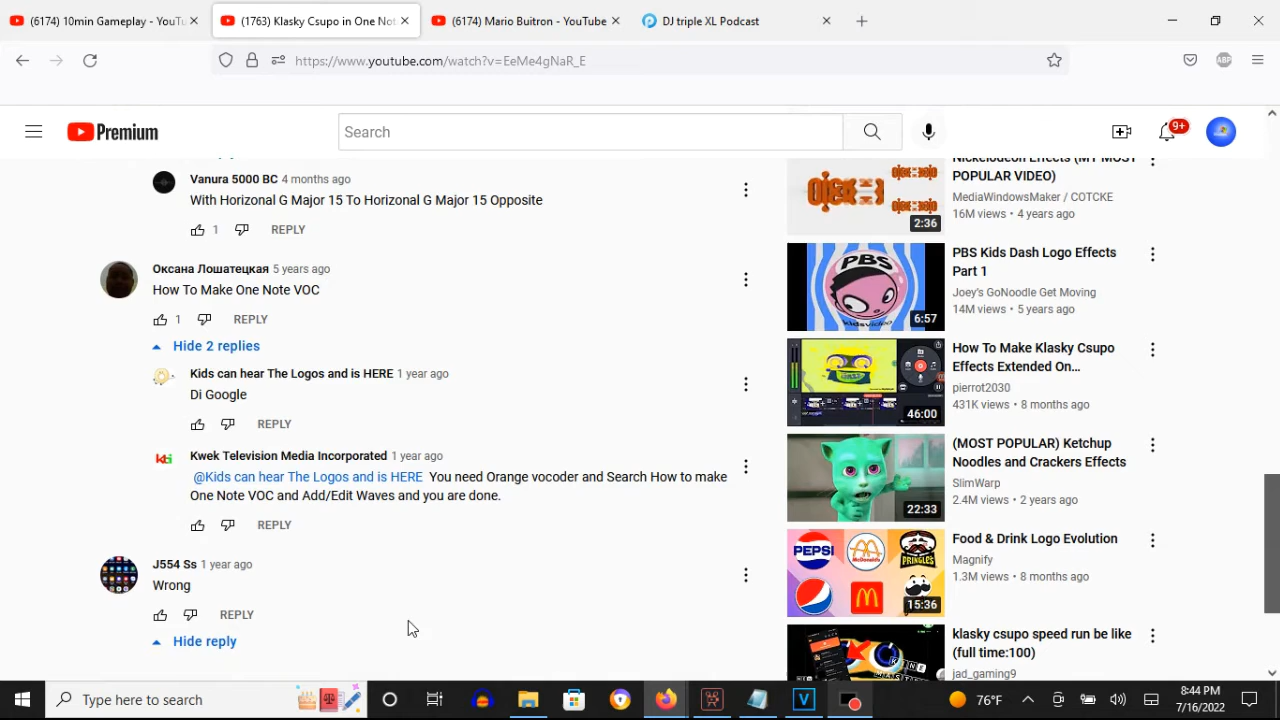 (6174) 10min Gameplay - YouTu
(1763) Klasky Csupo in One Not
(6174) Mario Buitron - YouTube
DJ triple XL Podcast
https://www.youtube.com/watch?v=EeMe4gNaR_E
ABP
Premium
Search
9+
Vanura 5000 BC 4 months ago
With Horizonal G Major 15 To Horizonal G Major 15 Opposite
1 REPLY
Оксана Лошатецкая 5 years ago
How To Make One Note VOC
1 REPLY
Hide 2 replies
Kids can hear The Logos and is HERE 1 year ago
Di Google
REPLY
Kwek Television Media Incorporated 1 year ago
@Kids can hear The Logos and is HERE You need Orange vocoder and Search How to make
One Note VOC and Add/Edit Waves and you are done.
REPLY
J554 Ss 1 year ago
Wrong
REPLY
Hide reply
Nickelodeon Effects (MY MOST
POPULAR VIDEO)
MediaWindowsMaker / COTCKE
16M views • 4 years ago
2:36
PBS Kids Dash Logo Effects
Part 1
Joey's GoNoodle Get Moving
14M views • 5 years ago
PBS
kidsvideo
6:57
How To Make Klasky Csupo
Effects Extended On...
pierrot2030
431K views • 8 months ago
46:00
(MOST POPULAR) Ketchup
Noodles and Crackers Effects
SlimWarp
2.4M views • 2 years ago
22:33
Food & Drink Logo Evolution
Magnify
1.3M views • 8 months ago
PEPSI
McDonalds
PRINGLES
15:36
klasky csupo speed run be like
(full time:100)
jad_gaming9
Type here to search
76°F
8:44 PM
7/16/2022